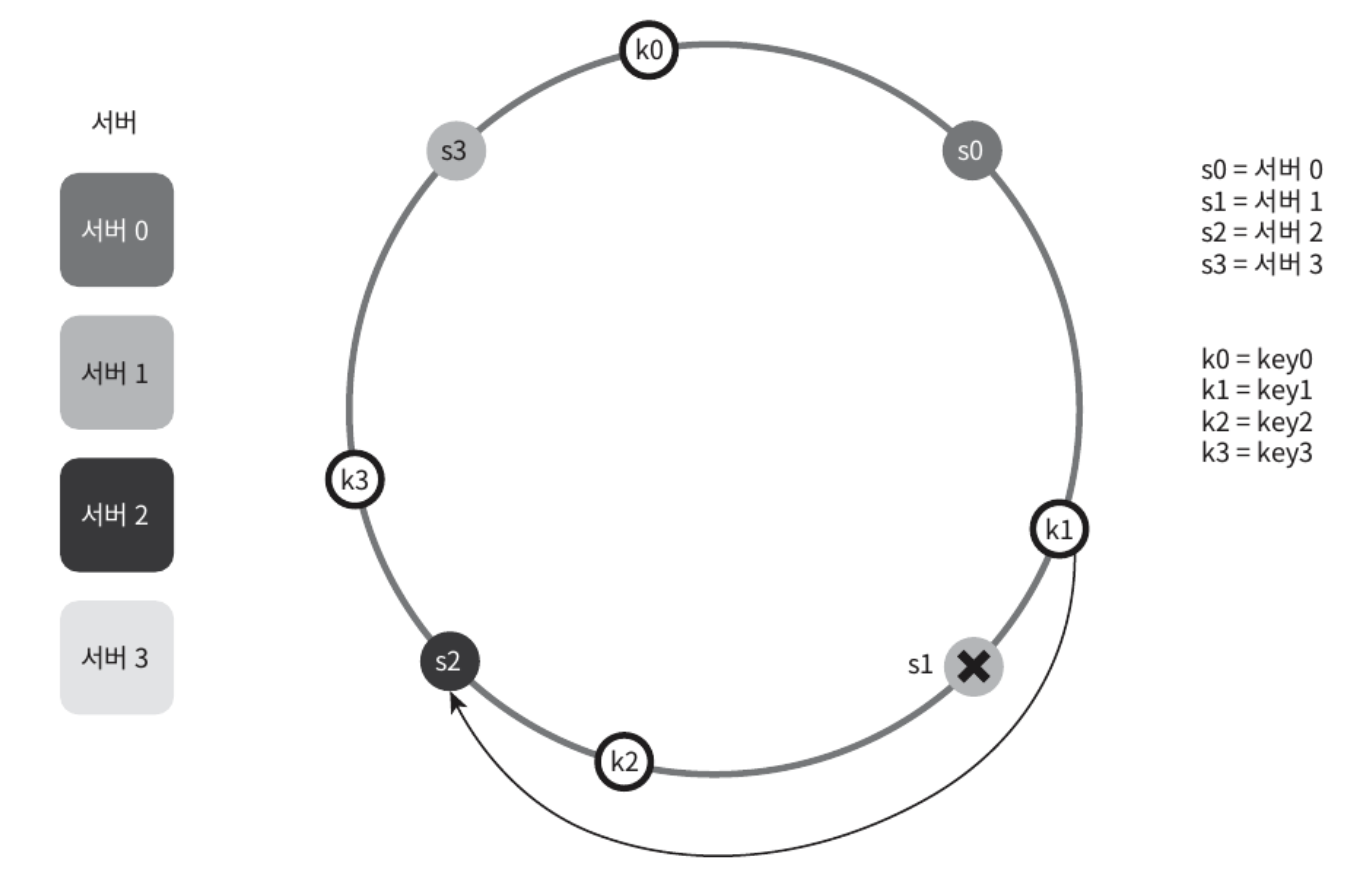 서버
서버 0
서버 1
서버 2
서버 3
k0
s3
s0
k3
k1
s2
s1
k2
s0 = 서버 0
s1 = 서버 1
s2 = 서버 2
s3 = 서버 3
k0 = key0
k1 = key1
k2 = key2
k3 = key3